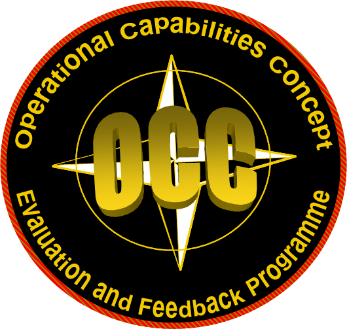 Operational Capabilities Concept
OCC
Evaluation and Feedback Programme